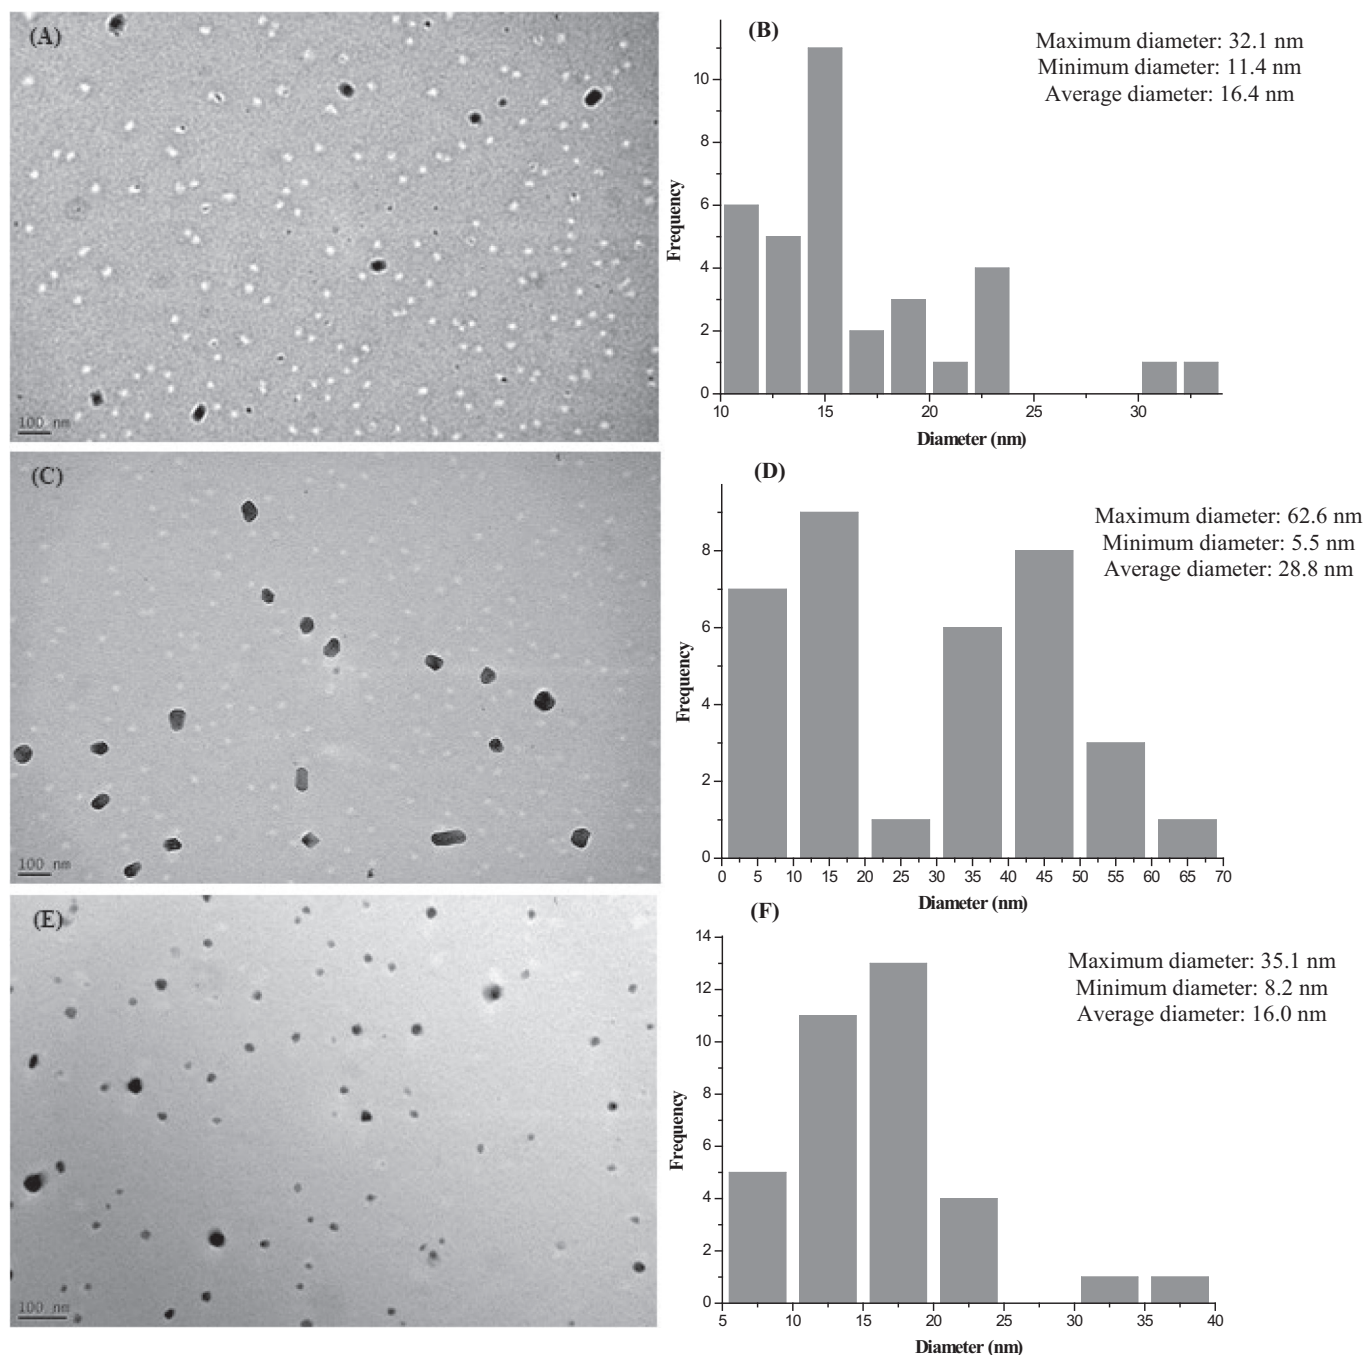 (A)
100 nm
(B)
Maximum diameter: 32.1 nm
Minimum diameter: 11.4 nm
Average diameter: 16.4 nm
Frequency
10
8
6
4
2
0
10 15 20 25 30
Diameter (nm)
(C)
100 nm
(D)
Maximum diameter: 62.6 nm
Minimum diameter: 5.5 nm
Average diameter: 28.8 nm
Frequency
8
6
4
2
0
0 5 10 15 20 25 30 35 40 45 50 55 60 65 70
Diameter (nm)
(E)
100 nm
(F)
Maximum diameter: 35.1 nm
Minimum diameter: 8.2 nm
Average diameter: 16.0 nm
Frequency
14
12
10
8
6
4
2
0
5 10 15 20 25 30 35 40
Diameter (nm)